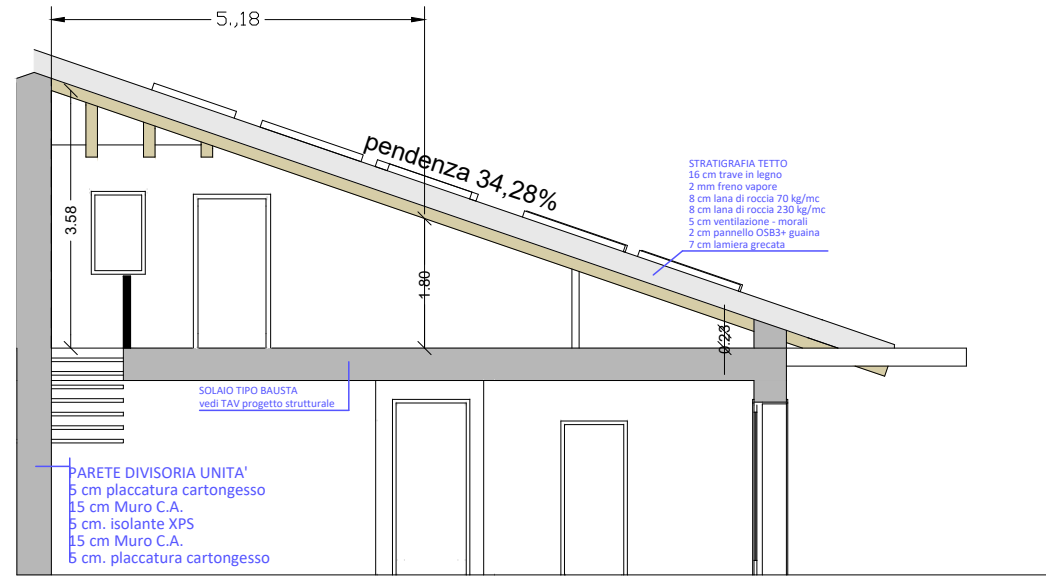 5.,18
pendenza 34,28%
3.58
1.80
0.23
STRATIGRAFIA TETTO
16 cm trave in legno
2 mm freno vapore
8 cm lana di roccia 70 kg/mc
8 cm lana di roccia 230 kg/mc
5 cm ventilazione - morali
2 cm pannello OSB3+ guaina
7 cm lamiera grecata
SOLAIO TIPO BAUSTA
vedi TAV progetto strutturale
PARETE DIVISORIA UNITA'
5 cm placcatura cartongesso
15 cm Muro C.A.
5 cm. isolante XPS
15 cm Muro C.A.
5 cm. placcatura cartongesso